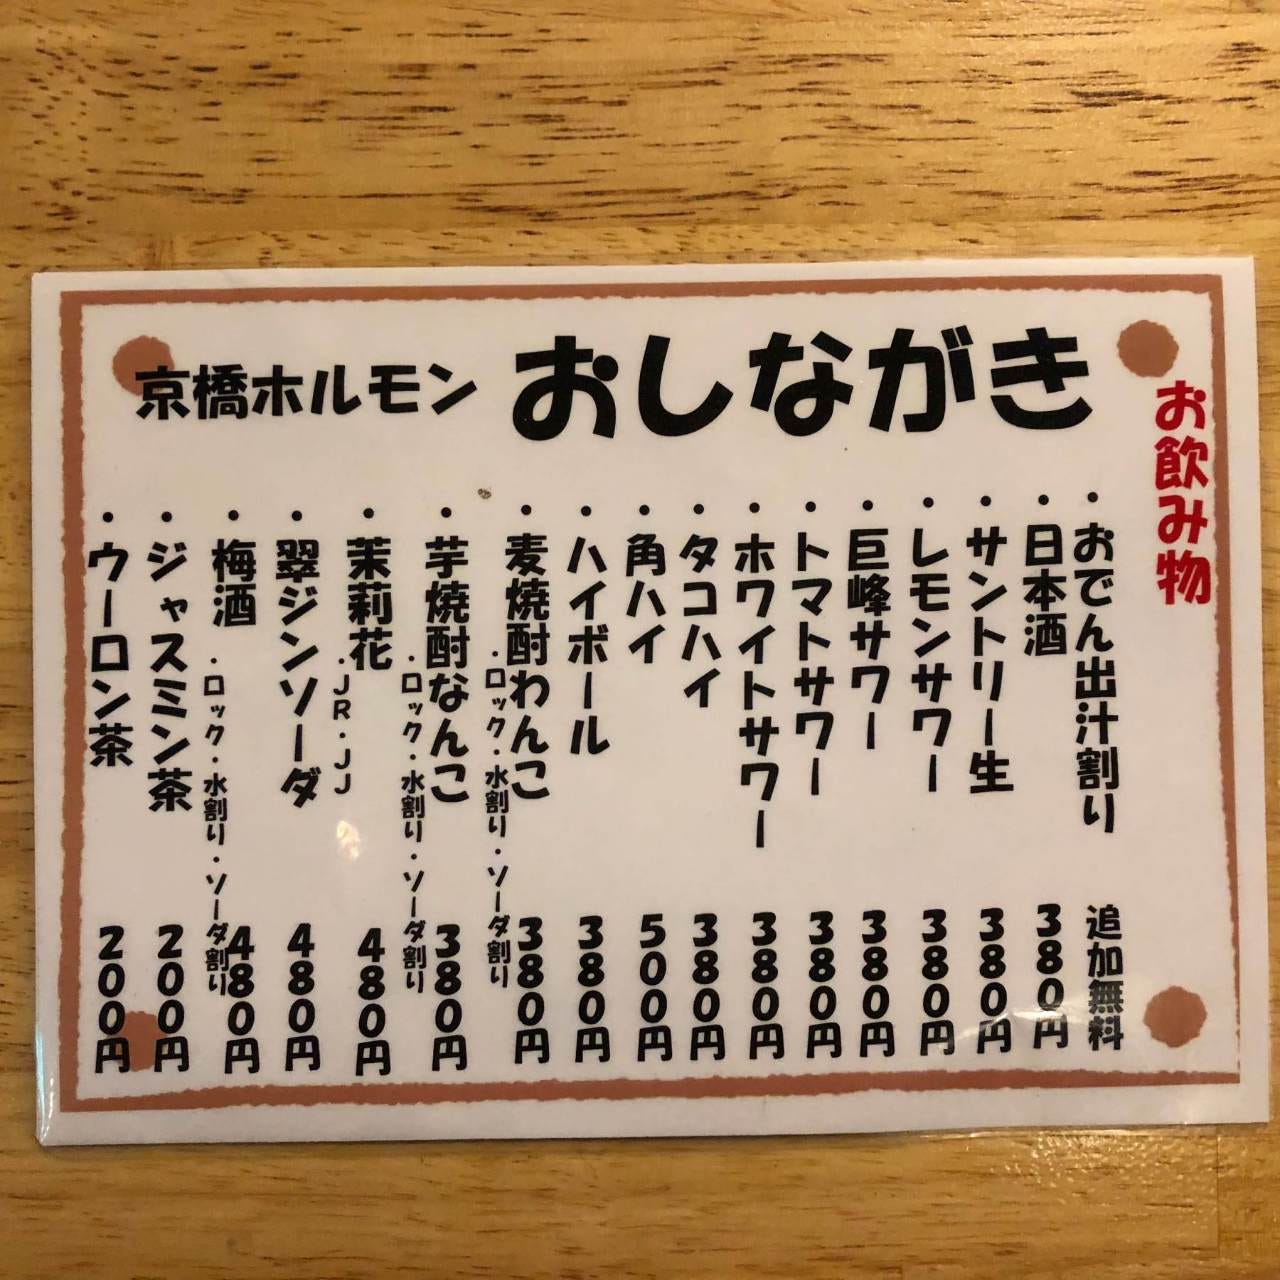 京橋ホルモン おしながき
お飲み物
・おでん出汁割り 追加無料
・日本酒 380円
・サントリー生 380円
・レモンサワー 380円
・巨峰サワー 380円
・トマトサワー 380円
・ホワイトサワー 380円
・タコハイ 380円
・角ハイ 500円
・ハイボール 380円
・麦焼酎わんこ 380円
・ロック・水割り・ソーダ割り
・芋焼酎なんこ 380円
・ロック・水割り・ソーダ割り
・茉莉花 480円
・JR・JJ
・翠ジンソーダ 480円
・梅酒 480円
・ロック・水割り・ソーダ割り
・ジャスミン茶 200円
・ウーロン茶 200円